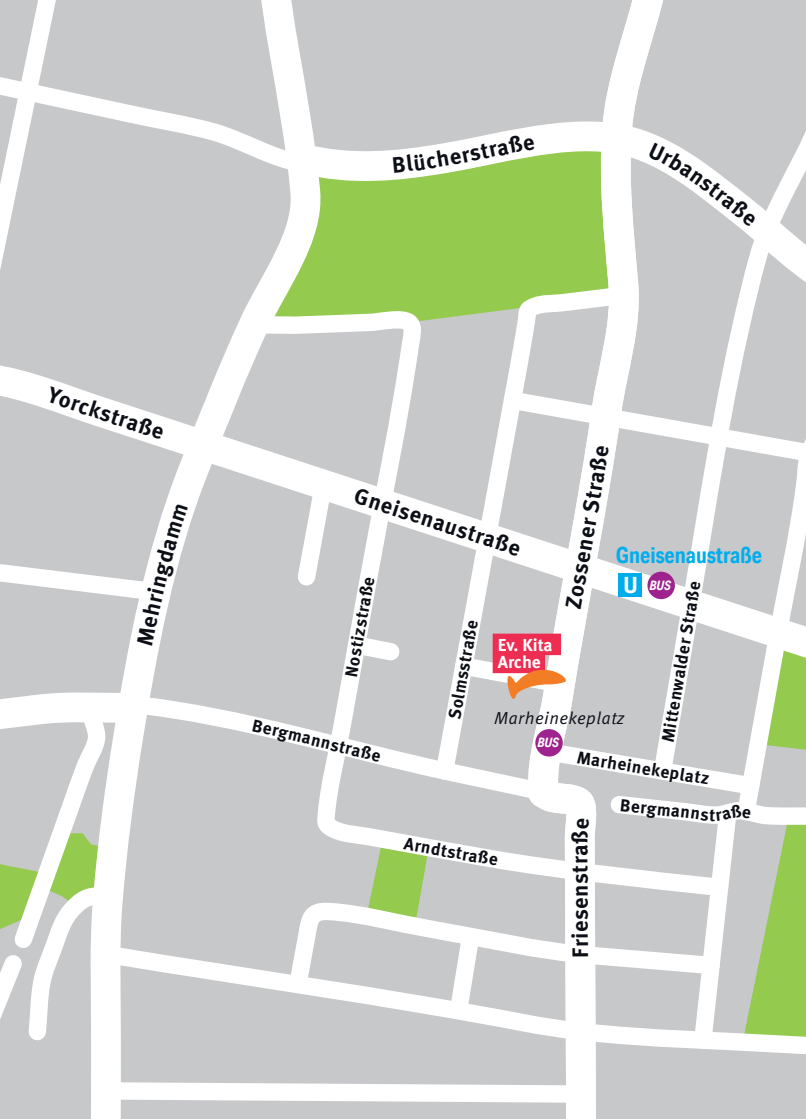 Blücherstraße
Urbanstraße
Yorckstraße
Gneisenaustraße
Mehringdamm
Zossener Straße
Gneisenaustraße
U BUS
Nostizstraße
Solmsstraße
Mittenwalder Straße
Ev. Kita
Arche
Marheinekeplatz
BUS
Bergmannstraße
Marheinekeplatz
Bergmannstraße
Arndtstraße
Friesenstraße